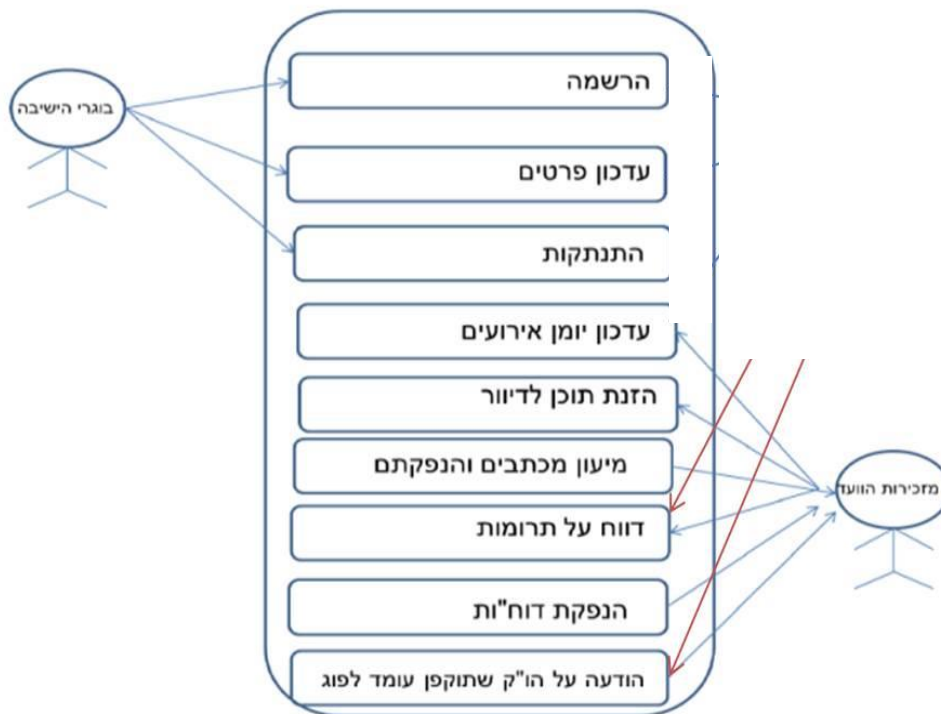 בוגרי הישיבה
הרשמה
עדכון פרטים
התנתקות
עדכון יומן אירועים
הזנת תוכן לדיוור
מיעון מכתבים והנפקתם
דווח על תרומות
הנפקת דוח"ות
הודעה על הו"ק שתוקפן עומד לפוג
מזכירות הוועד